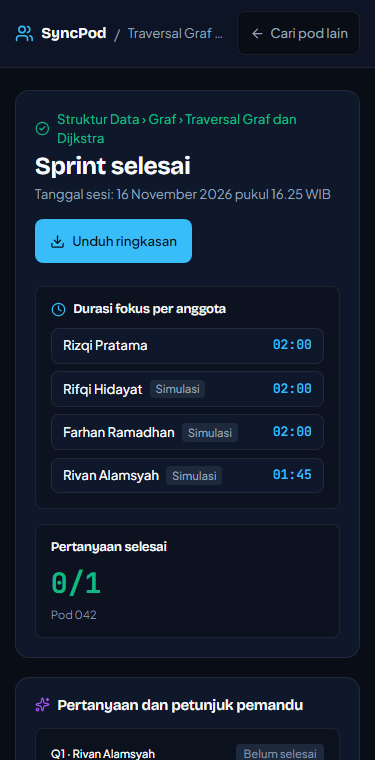 SyncPod / Traversal Graf ... Cari pod lain
Struktur Data › Graf › Traversal Graf dan
Dijkstra
Sprint selesai
Tanggal sesi: 16 November 2026 pukul 16.25 WIB
Unduh ringkasan
Durasi fokus per anggota
Rizqi Pratama 02:00
Rifqi Hidayat Simulasi 02:00
Farhan Ramadhan Simulasi 02:00
Rivan Alamsyah Simulasi 01:45
Pertanyaan selesai
0/1
Pod 042
Pertanyaan dan petunjuk pemandu
Q1 · Rivan Alamsyah Belum selesai